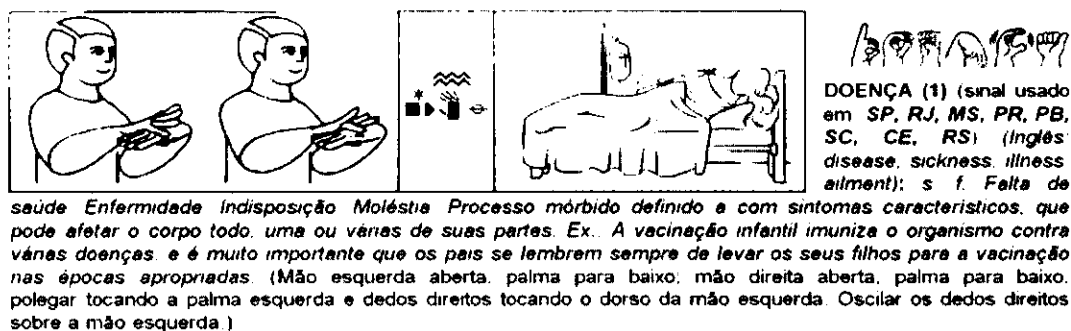 DOENÇA (1) (sinal usado
em SP, RJ, MS, PR, PB,
SC, CE, RS) (Inglês
disease, sickness, illness
ailment); s f. Falta de
saúde Enfermidade Indisposição Moléstia Processo mórbido definido a com sintomas característicos, que
pode afetar o corpo todo, uma ou várias de suas partes. Ex.. A vacinação infantil imuniza o organismo contra
várias doenças, e é muito importante que os pais se lembrem sempre de levar os seus filhos para a vacinação
nas épocas apropriadas. (Mão esquerda aberta, palma para baixo; mão direita aberta, palma para baixo,
polegar tocando a palma esquerda e dedos direitos tocando o dorso da mão esquerda. Oscilar os dedos direitos
sobre a mão esquerda.)